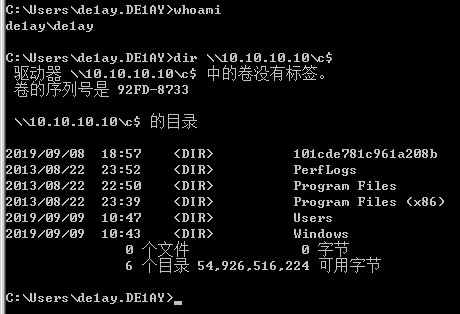 C:\Users\de1ay.DE1AY>whoami
de1ay\de1ay
C:\Users\de1ay.DE1AY>dir \\10.10.10.10\c$
驱动器 \\10.10.10.10\c$ 中的卷没有标签。
卷的序列号是 92FD-8733
\\10.10.10.10\c$ 的目录
2019/09/08  18:57    <DIR>          101cde781c961a208b
2013/08/22  23:52    <DIR>          PerfLogs
2013/08/22  22:50    <DIR>          Program Files
2013/08/22  23:39    <DIR>          Program Files (x86)
2019/09/09  10:47    <DIR>          Users
2019/09/09  10:43    <DIR>          Windows
0 个文件              0 字节
6 个目录 54,926,516,224 可用字节
C:\Users\de1ay.DE1AY>_